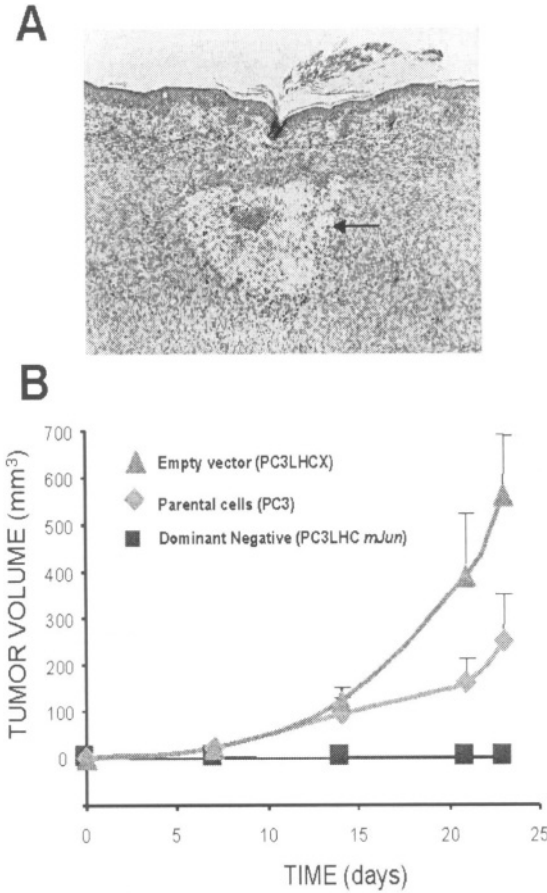 A
B
700
600
500
400
300
200
100
0
TUMOR VOLUME (mm³)
Empty vector (PC3LHCX)
Parental cells (PC3)
Dominant Negative (PC3LHC mJun)
0 5 10 15 20 25
TIME (days)